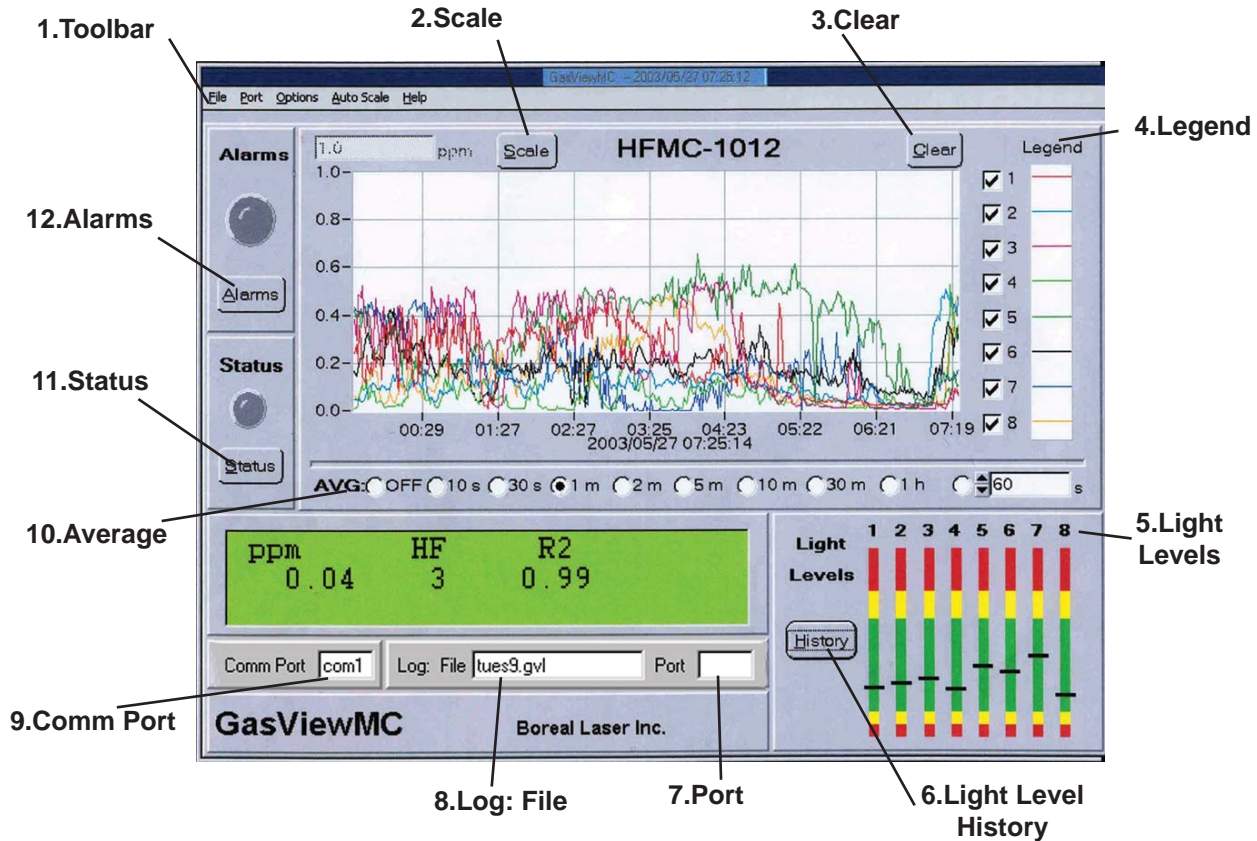 1.Toolbar
2.Scale
3.Clear
GasViewMC -- 2003/05/27 07:25:12
File Port Options Auto Scale Help
4.Legend
Alarms
1.0 ppm
Scale
HFMC-1012
Clear
Legend
1.0
0.8
0.6
0.4
0.2
0.0
00:29 01:27 02:27 03:25 04:23 05:22 06:21 07:19
2003/05/27 07:25:14
1
2
3
4
5
6
7
8
12.Alarms
Alarms
Status
11.Status
Status
AVG: OFF 10 s 30 s 1 m 2 m 5 m 10 m 30 m 1 h 60 s
10.Average
ppm HF R2
0.04 3 0.99
Light
Levels
1 2 3 4 5 6 7 8
5.Light
Levels
History
Comm Port com1
Log: File tues9.gvl Port
9.Comm Port
GasViewMC
Boreal Laser Inc.
8.Log: File
7.Port
6.Light Level
History